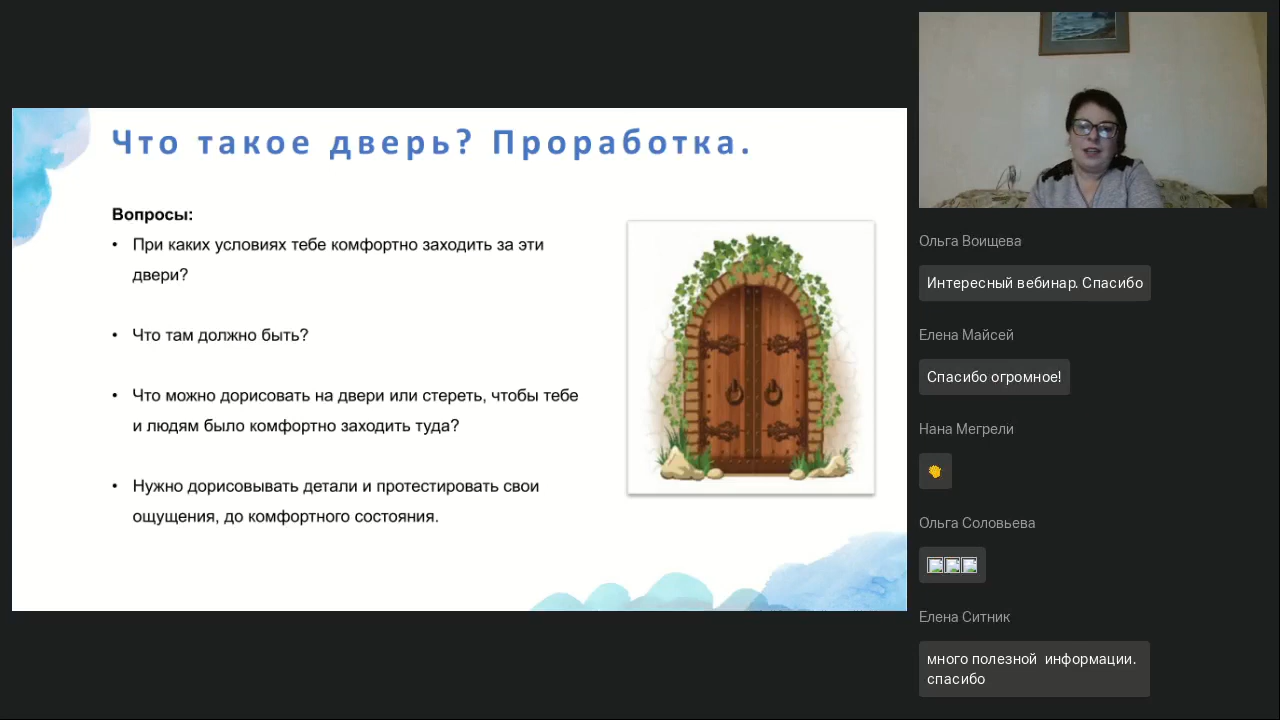 Что такое дверь? Проработка.
Вопросы:
• При каких условиях тебе комфортно заходить за эти
двери?
• Что там должно быть?
• Что можно дорисовать на двери или стереть, чтобы тебе
и людям было комфортно заходить туда?
• Нужно дорисовывать детали и протестировать свои
ощущения, до комфортного состояния.
Ольга Воищева
Интересный вебинар. Спасибо
Елена Майсей
Спасибо огромное!
Нана Мегрели
👏
Ольга Соловьева
Елена Ситник
много полезной  информации.
спасибо